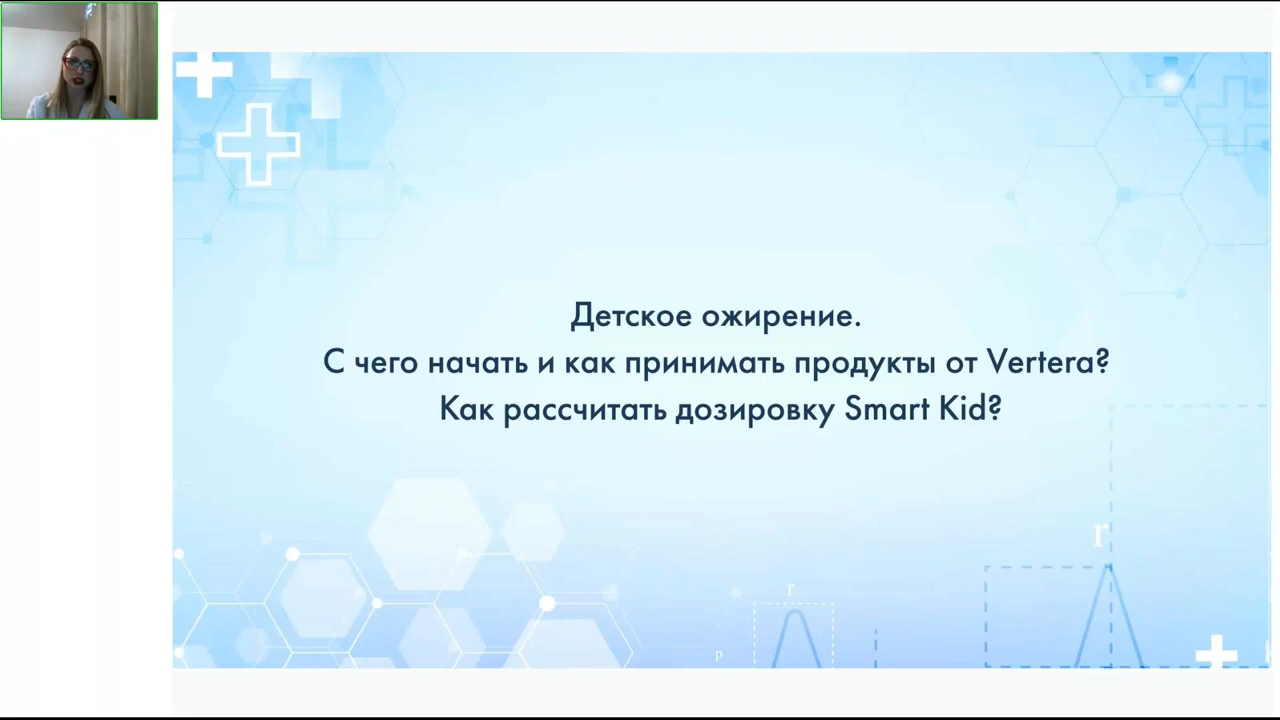 Детское ожирение.
С чего начать и как принимать продукты от Vertera?
Как рассчитать дозировку Smart Kid?
r
r
p